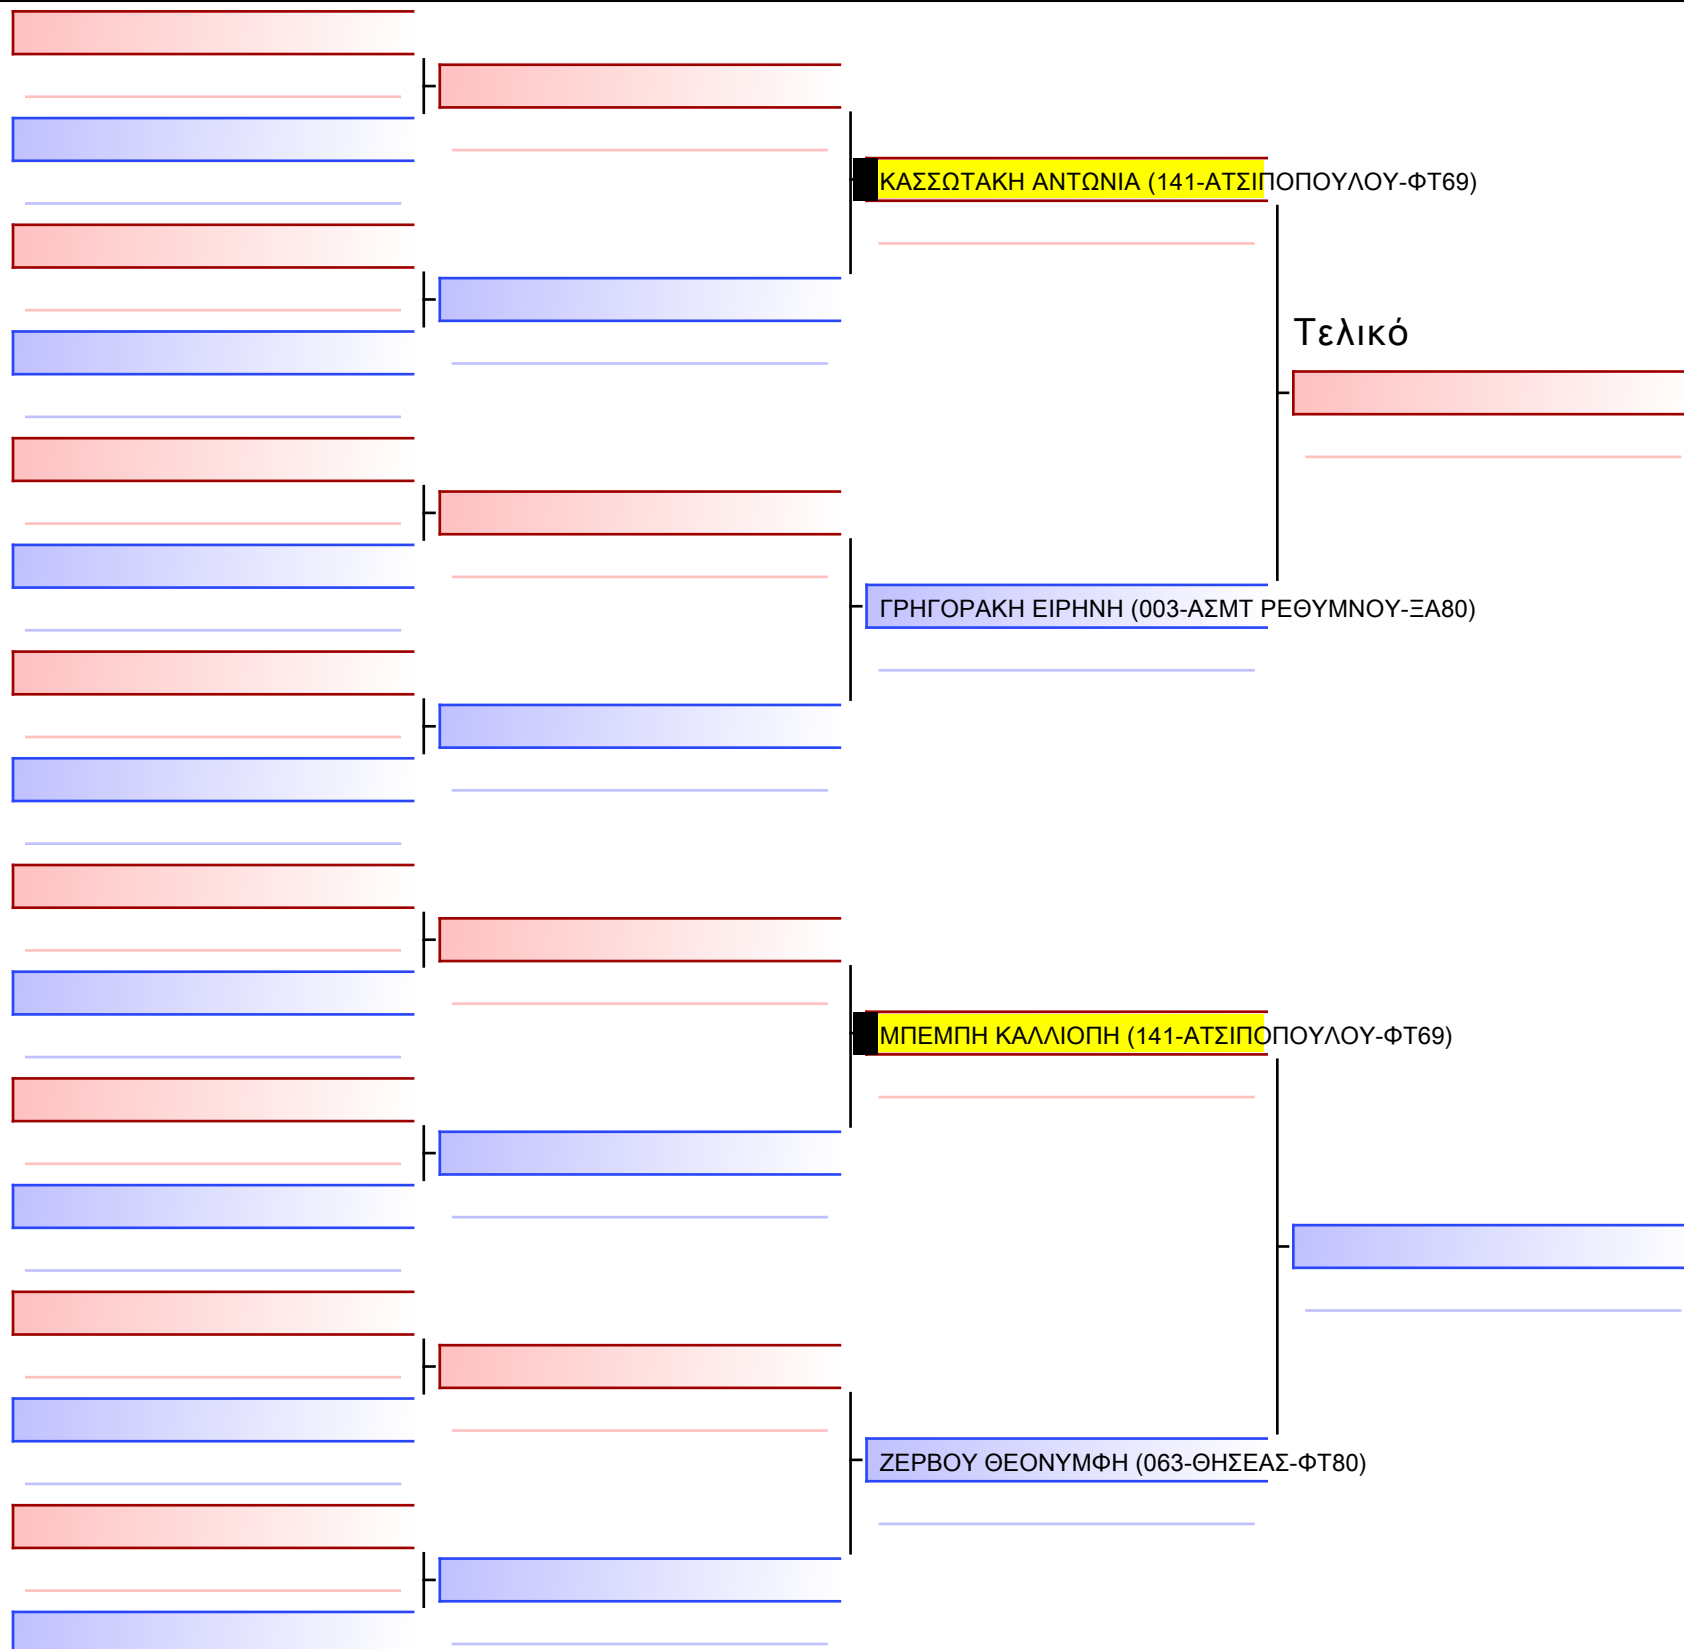 ΚΑΣΣΩΤΑΚΗ ΑΝΤΩΝΙΑ (141-ΑΤΣΙΠΟΠΟΥΛΟΥ-ΦΤ69)
Τελικό
ΓΡΗΓΟΡΑΚΗ ΕΙΡΗΝΗ (003-ΑΣΜΤ ΡΕΘΥΜΝΟΥ-ΞΑ80)
ΜΠΕΜΠΗ ΚΑΛΛΙΟΠΗ (141-ΑΤΣΙΠΟΠΟΥΛΟΥ-ΦΤ69)
ΖΕΡΒΟΥ ΘΕΟΝΥΜΦΗ (063-ΘΗΣΕΑΣ-ΦΤ80)